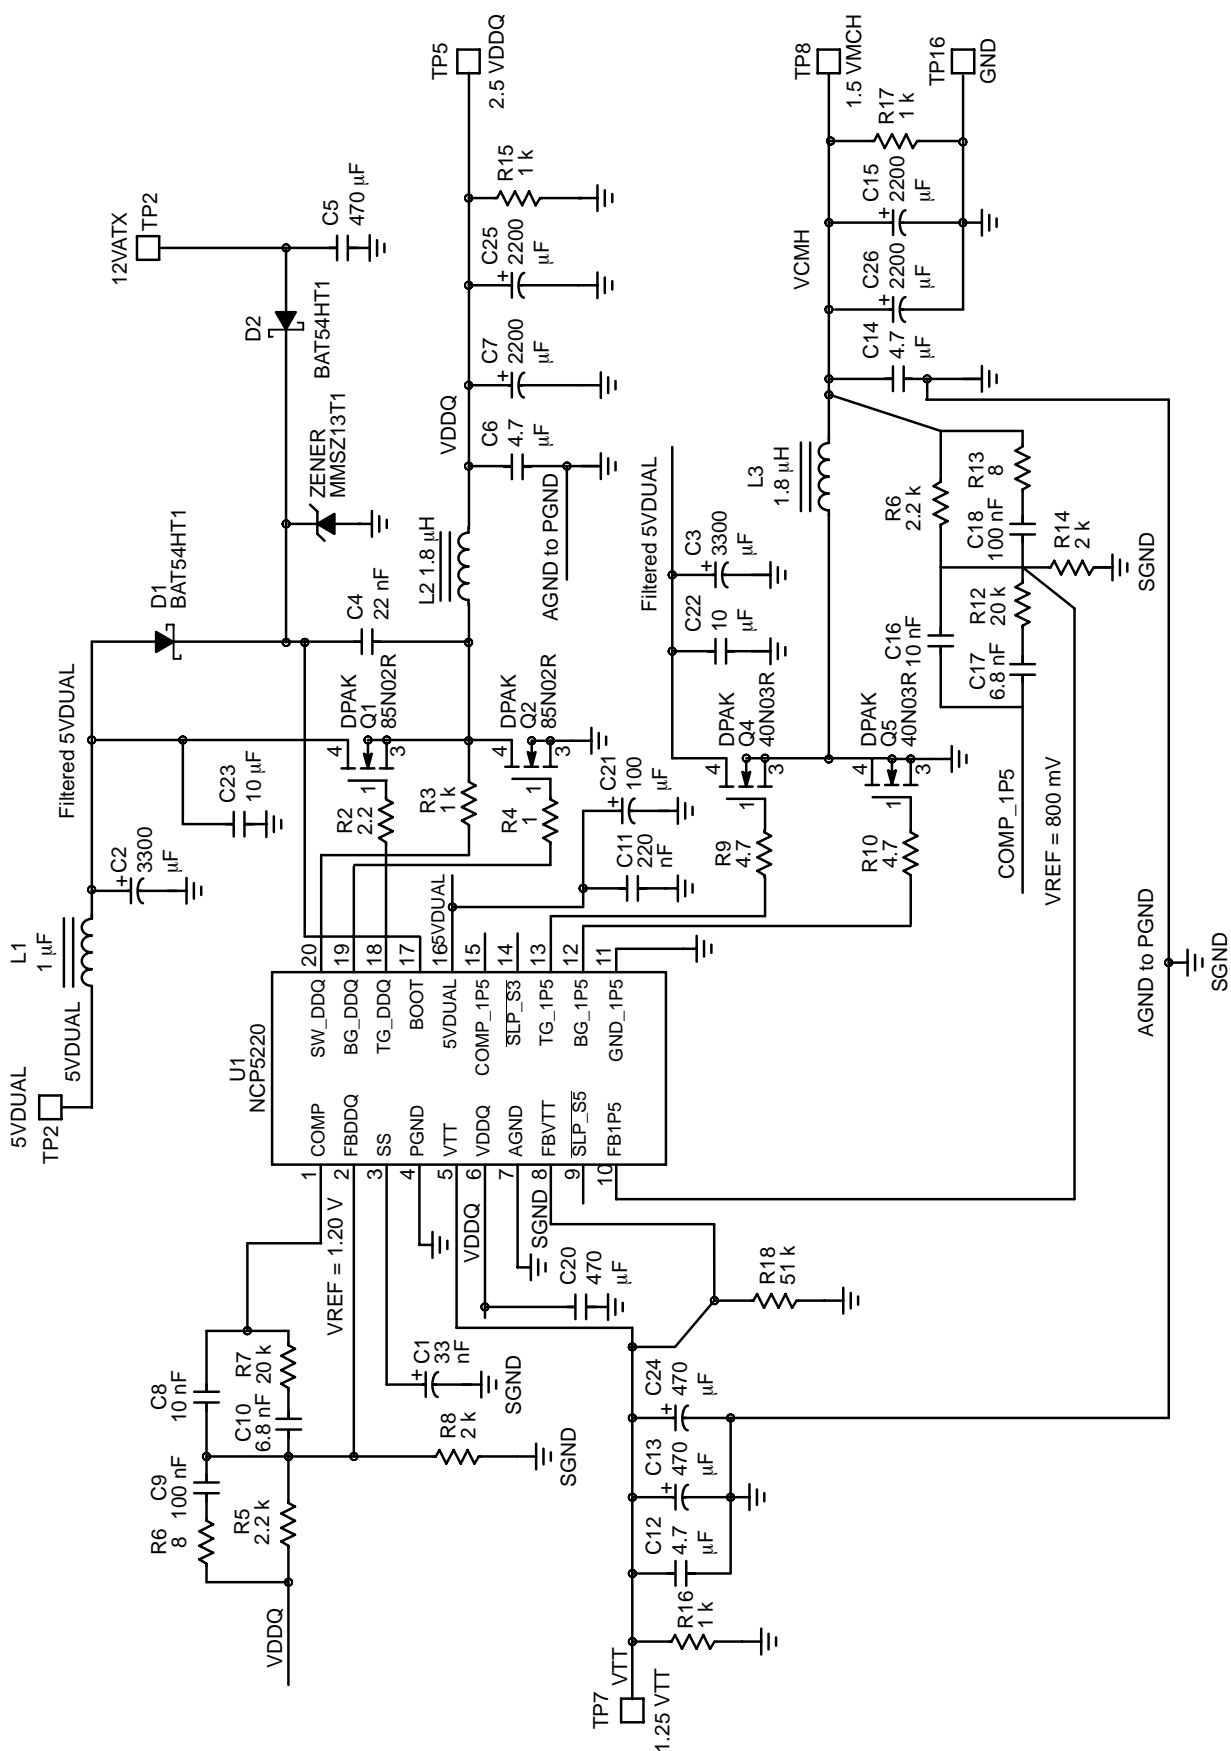 5VDUAL
TP2
5VDUAL
L1
1 µF
C2
3300
µF
Filtered 5VDUAL
C23
10 µF
D1
BAT54HT1
12VATX
TP2
D2
BAT54HT1
C5
470 µF
ZENER
MMSZ13T1
C4
22 nF
DPAK
Q1
85N02R
4
1
3
R2
2.2
R3
1 k
R4
1
DPAK
Q2
85N02R
4
1
3
L2 1.8 µH
VDDQ
C6
4.7
µF
AGND to PGND
C7
2200
µF
C25
2200
µF
R15
1 k
TP5
2.5 VDDQ
VDDQ
R6
8
C9
100 nF
R5
2.2 k
C8
10 nF
C10
6.8 nF
R7
20 k
VREF = 1.20 V
R8
2 k
SGND
C1
33
nF
SGND
U1
NCP5220
1 COMP
2 FBDDQ
3 SS
4 PGND
5 VTT
6 VDDQ
7 AGND
8 FBVTT
9 SLP_S5
10 FB1P5
SW_DDQ 20
BG_DDQ 19
TG_DDQ 18
BOOT 17
5VDUAL 16
COMP_1P5 15
SLP_S3 14
TG_1P5 13
BG_1P5 12
GND_1P5 11
VDDQ
SGND
C20
470
µF
5VDUAL
C11
220
nF
C21
100
µF
R9
4.7
R10
4.7
Filtered 5VDUAL
C22
10
µF
C3
3300
µF
DPAK
Q4
40N03R
4
1
3
DPAK
Q5
40N03R
4
1
3
L3
1.8 µH
VCMH
C14
4.7
µF
C26
2200
µF
C15
2200
µF
R17
1 k
TP8
1.5 VMCH
TP16
GND
R6
2.2 k
C16
10 nF
C18
100 nF
R13
8
C17
6.8 nF
R12
20 k
R14
2 k
SGND
COMP_1P5
VREF = 800 mV
TP7
1.25 VTT
VTT
R16
1 k
C12
4.7
µF
C13
470
µF
C24
470
µF
R18
51 k
AGND to PGND
SGND